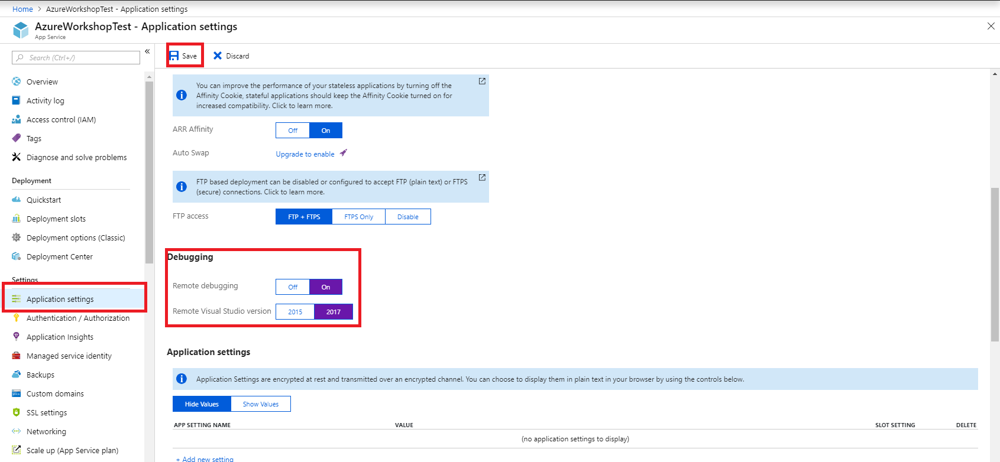 Home > AzureWorkshopTest - Application settings
AzureWorkshopTest - Application settings
App Service
Search (Ctrl+/)
«
Overview
Activity log
Access control (IAM)
Tags
Diagnose and solve problems
Deployment
Quickstart
Deployment slots
Deployment options (Classic)
Deployment Center
Settings
Application settings
Authentication / Authorization
Application Insights
Managed service identity
Backups
Custom domains
SSL settings
Networking
Scale up (App Service plan)
Save Discard
You can improve the performance of your stateless applications by turning off the
Affinity Cookie, stateful applications should keep the Affinity Cookie turned on for
increased compatibility. Click to learn more.
ARR Affinity Off On
Auto Swap Upgrade to enable
FTP based deployment can be disabled or configured to accept FTP (plain text) or FTPS
(secure) connections. Click to learn more.
FTP access FTP + FTPS FTPS Only Disable
Debugging
Remote debugging Off On
Remote Visual Studio version 2015 2017
Application settings
Application Settings are encrypted at rest and transmitted over an encrypted channel. You can choose to display them in plain text in your browser by using the controls below.
Hide Values Show Values
APP SETTING NAME VALUE SLOT SETTING DELETE
(no application settings to display)
+ Add new setting